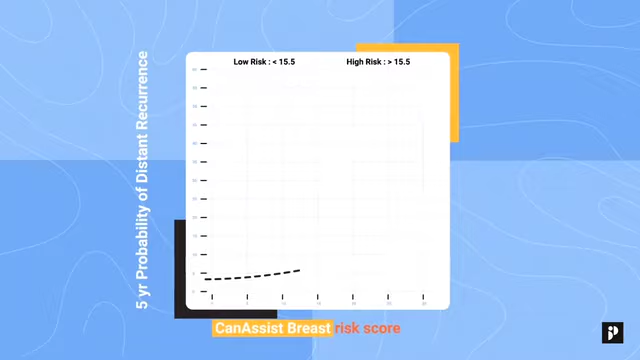 Low Risk : < 15.5
High Risk : > 15.5
5 yr Probability of Distant Recurrence
CanAssist Breast risk score